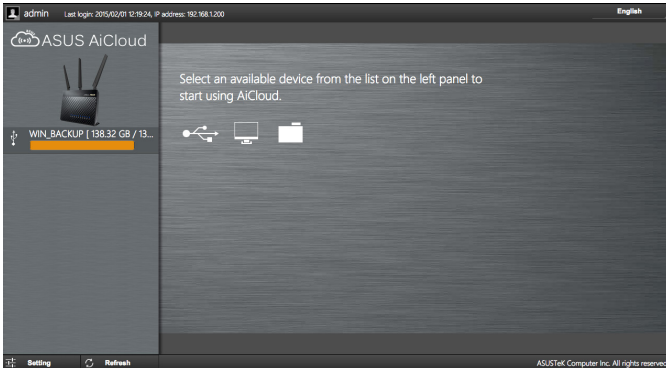 admin Last login: 2015/02/01 12:19:24, IP address: 192.168.1.200 English
ASUS AiCloud
Select an available device from the list on the left panel to
start using AiCloud.
WIN_BACKUP [ 138.32 GB / 13...
Setting Refresh ASUSTeK Computer Inc. All rights reserved